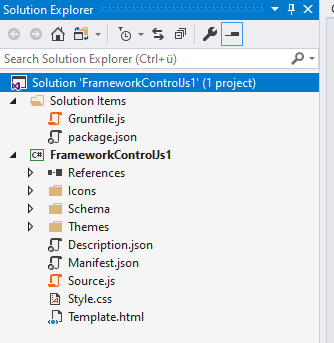 Solution Explorer
Search Solution Explorer (Ctrl+ü)
Solution 'FrameworkControlJs1' (1 project)
Solution Items
Gruntfile.js
package.json
C# FrameworkControlJs1
References
Icons
Schema
Themes
Description.json
Manifest.json
Source.js
Style.css
Template.html